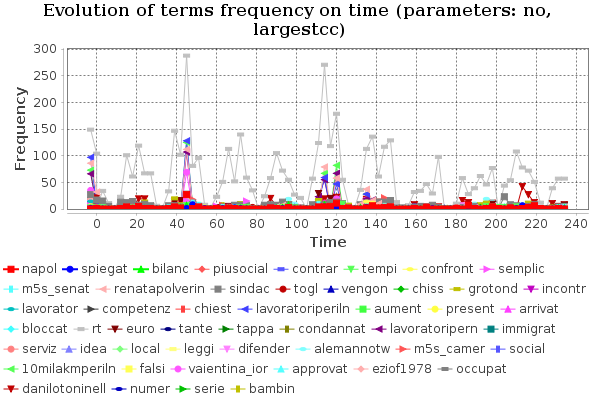 Evolution of terms frequency on time (parameters: no,
largestcc)
Frequency
300
250
200
150
100
50
0
0 20 40 60 80 100 120 140 160 180 200 220 240
Time
napol spiegat bilanc piusocial contrar tempi confront semplic
m5s_senat renatapolverin sindac togl vengon chiss grotond incontr
lavorator competenz chiest lavoratoriperiln aument present arrivat
bloccat rt euro tante tappa condannat lavoratoripern immigrat
serviz idea local leggi difender alemannotw m5s_camer social
10milakmperiln falsi vaientina_ior approvat eziof1978 occupat
danilotoninell numer serie bambin